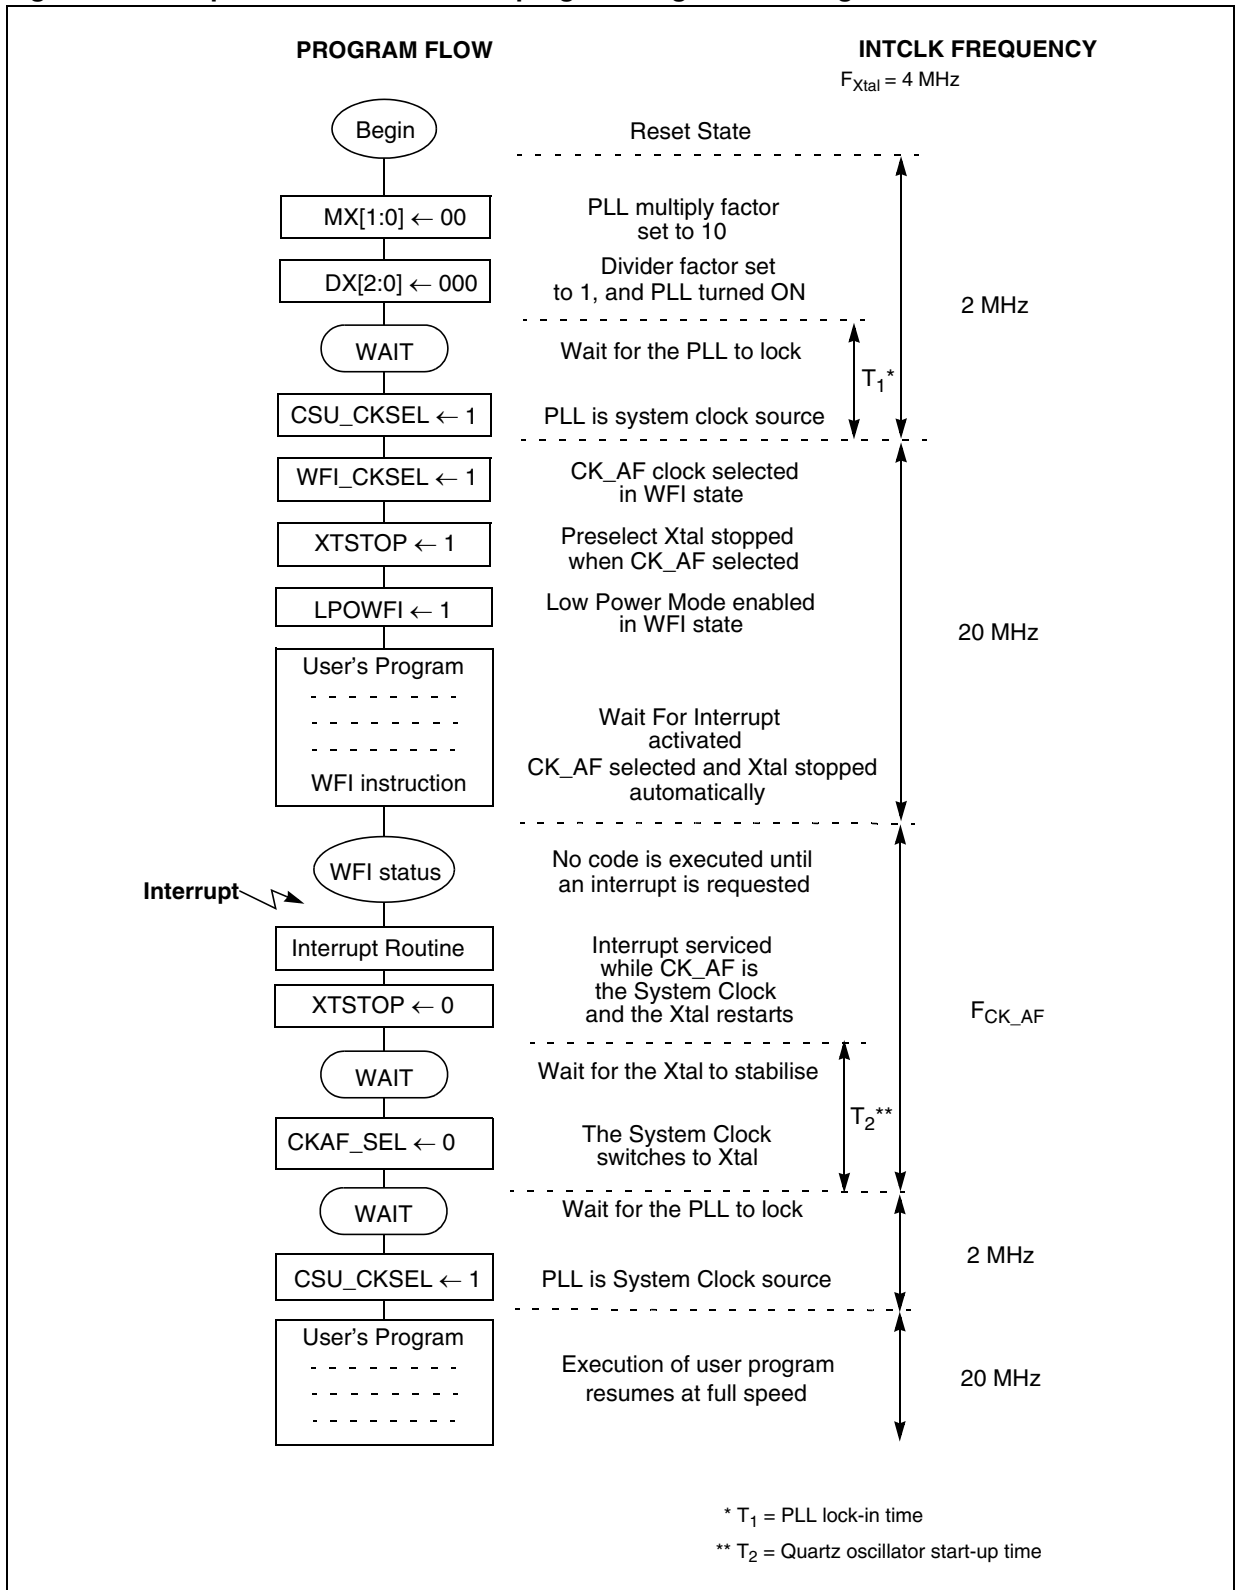 PROGRAM FLOW
INTCLK FREQUENCY
F_Xtal = 4 MHz
Begin
Reset State
MX[1:0] ← 00
PLL multiply factor
set to 10
DX[2:0] ← 000
Divider factor set
to 1, and PLL turned ON
2 MHz
WAIT
Wait for the PLL to lock
T1*
CSU_CKSEL ← 1
PLL is system clock source
WFI_CKSEL ← 1
CK_AF clock selected
in WFI state
XTSTOP ← 1
Preselect Xtal stopped
when CK_AF selected
LPOWFI ← 1
Low Power Mode enabled
in WFI state
20 MHz
User's Program
Wait For Interrupt
activated
CK_AF selected and Xtal stopped
automatically
WFI instruction
WFI status
No code is executed until
an interrupt is requested
Interrupt
Interrupt Routine
Interrupt serviced
while CK_AF is
the System Clock
and the Xtal restarts
XTSTOP ← 0
FCK_AF
WAIT
Wait for the Xtal to stabilise
T2**
CKAF_SEL ← 0
The System Clock
switches to Xtal
WAIT
Wait for the PLL to lock
2 MHz
CSU_CKSEL ← 1
PLL is System Clock source
User's Program
Execution of user program
resumes at full speed
20 MHz
* T1 = PLL lock-in time
** T2 = Quartz oscillator start-up time